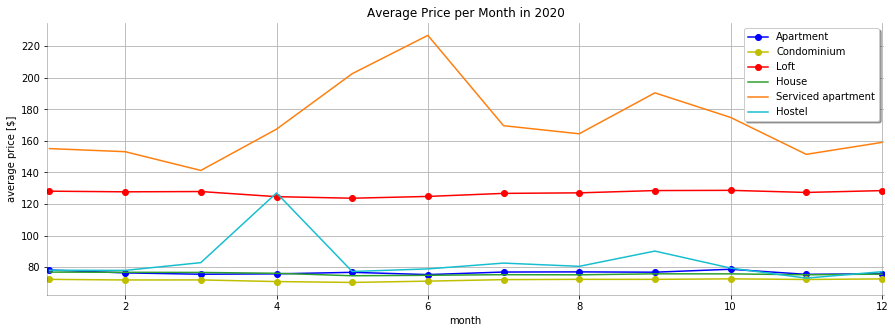 Average Price per Month in 2020
Apartment
Condominium
Loft
House
Serviced apartment
Hostel
average price [$]
220
200
180
160
140
120
100
80
2
4
6
8
10
12
month